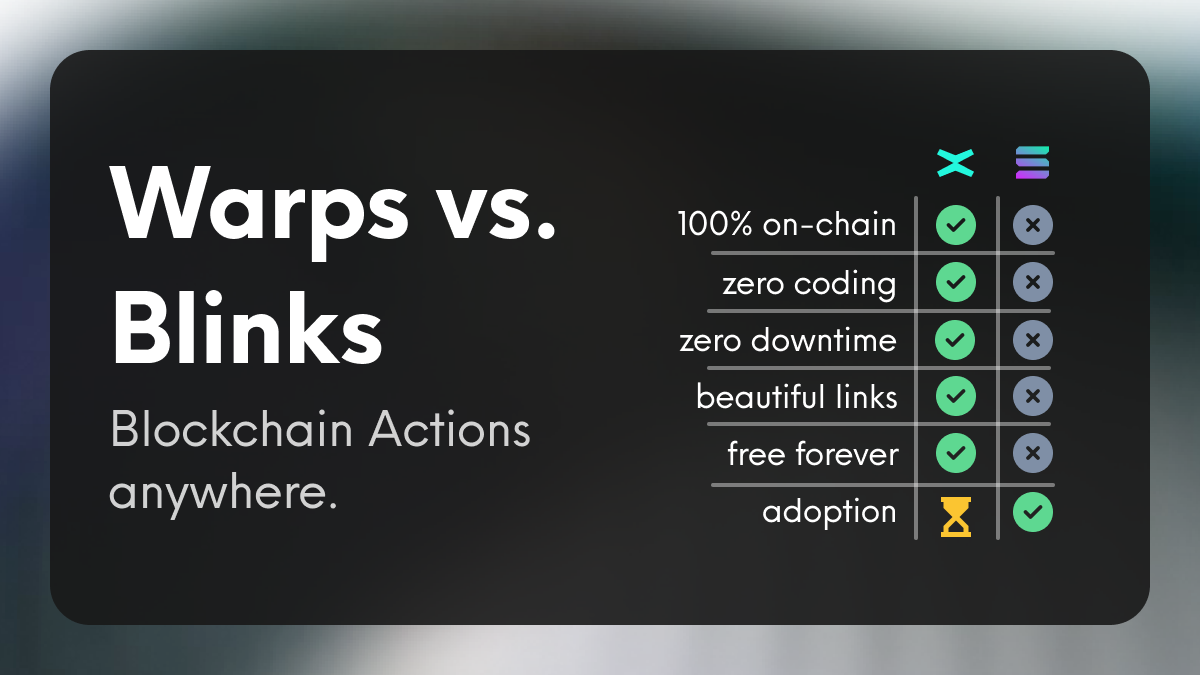 Warps vs.
Blinks
Blockchain Actions
anywhere.
100% on-chain
zero coding
zero downtime
beautiful links
free forever
adoption